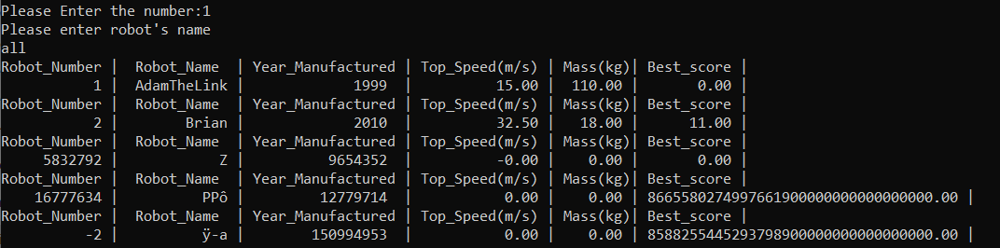 Please Enter the number:1
Please enter robot's name
all
Robot_Number |  Robot_Name  | Year_Manufactured | Top_Speed(m/s) | Mass(kg)| Best_score |
           1 |  AdamTheLink |              1999 |          15.00 |  110.00 |       0.00 |
Robot_Number |  Robot_Name  | Year_Manufactured | Top_Speed(m/s) | Mass(kg)| Best_score |
           2 |        Brian |              2010 |          32.50 |   18.00 |      11.00 |
Robot_Number |  Robot_Name  | Year_Manufactured | Top_Speed(m/s) | Mass(kg)| Best_score |
     5832792 |            Z |           9654352 |          -0.00 |    0.00 |       0.00 |
Robot_Number |  Robot_Name  | Year_Manufactured | Top_Speed(m/s) | Mass(kg)| Best_score |
    16777634 |          PPô |          12779714 |           0.00 |    0.00 | 866558027499766190000000000000000.00 |
Robot_Number |  Robot_Name  | Year_Manufactured | Top_Speed(m/s) | Mass(kg)| Best_score |
          -2 |          ÿ-a |         150994953 |           0.00 |    0.00 | 858825544529379890000000000000000.00 |